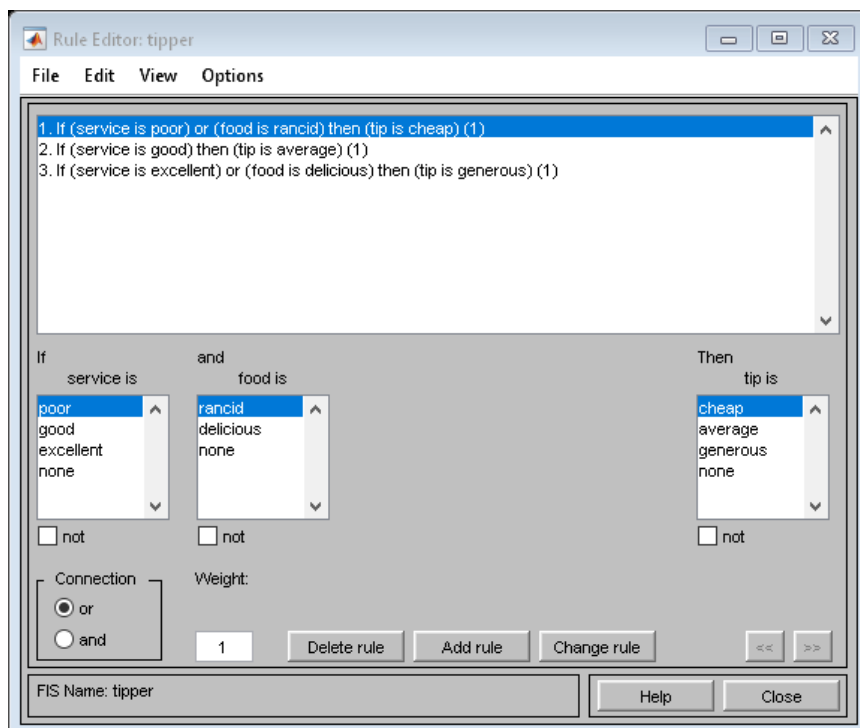 Rule Editor: tipper
File Edit View Options
1. If (service is poor) or (food is rancid) then (tip is cheap) (1)
2. If (service is good) then (tip is average) (1)
3. If (service is excellent) or (food is delicious) then (tip is generous) (1)
If and Then
service is food is tip is
poor rancid cheap
good delicious average
excellent none generous
none none
not not not
Connection Weight:
or
and 1 Delete rule Add rule Change rule << >>
FIS Name: tipper Help Close